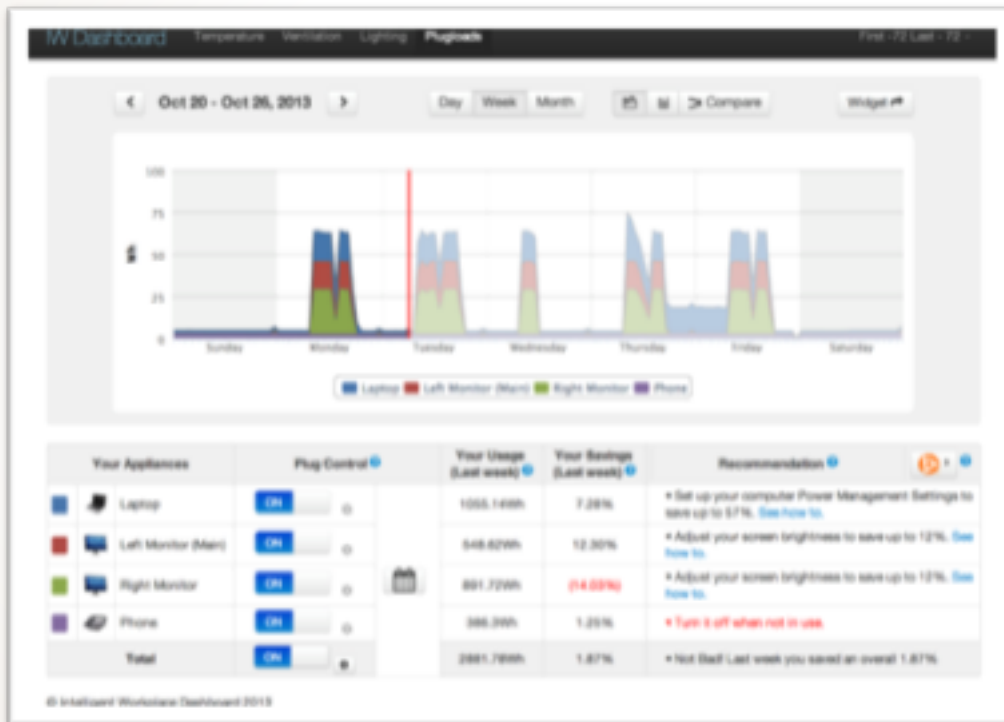 IW Dashboard Temperature Ventilation Lighting Plugloads First -72 Last - 72 -
Oct 20 - Oct 26, 2013 Day Week Month Compare Widget
100
75
50
25
0
Wh
Sunday Monday Tuesday Wednesday Thursday Friday Saturday
Laptop Left Monitor (Main) Right Monitor Phone
Your Appliances Plug Control Your Usage (Last week) Your Savings (Last week) Recommendation
Laptop ON 1055.14Wh 7.28% • Set up your computer Power Management Settings to
save up to 57%. See how to.
Left Monitor (Main) ON 548.62Wh 12.30% • Adjust your screen brightness to save up to 12%. See
how to.
Right Monitor ON 891.72Wh (14.03%) • Adjust your screen brightness to save up to 12%. See
how to.
Phone ON 386.3Wh 1.25% • Turn it off when not in use.
Total ON 2881.78Wh 1.87% • Not Bad! Last week you saved an overall 1.87%
© Intelligent Workplace Dashboard 2013